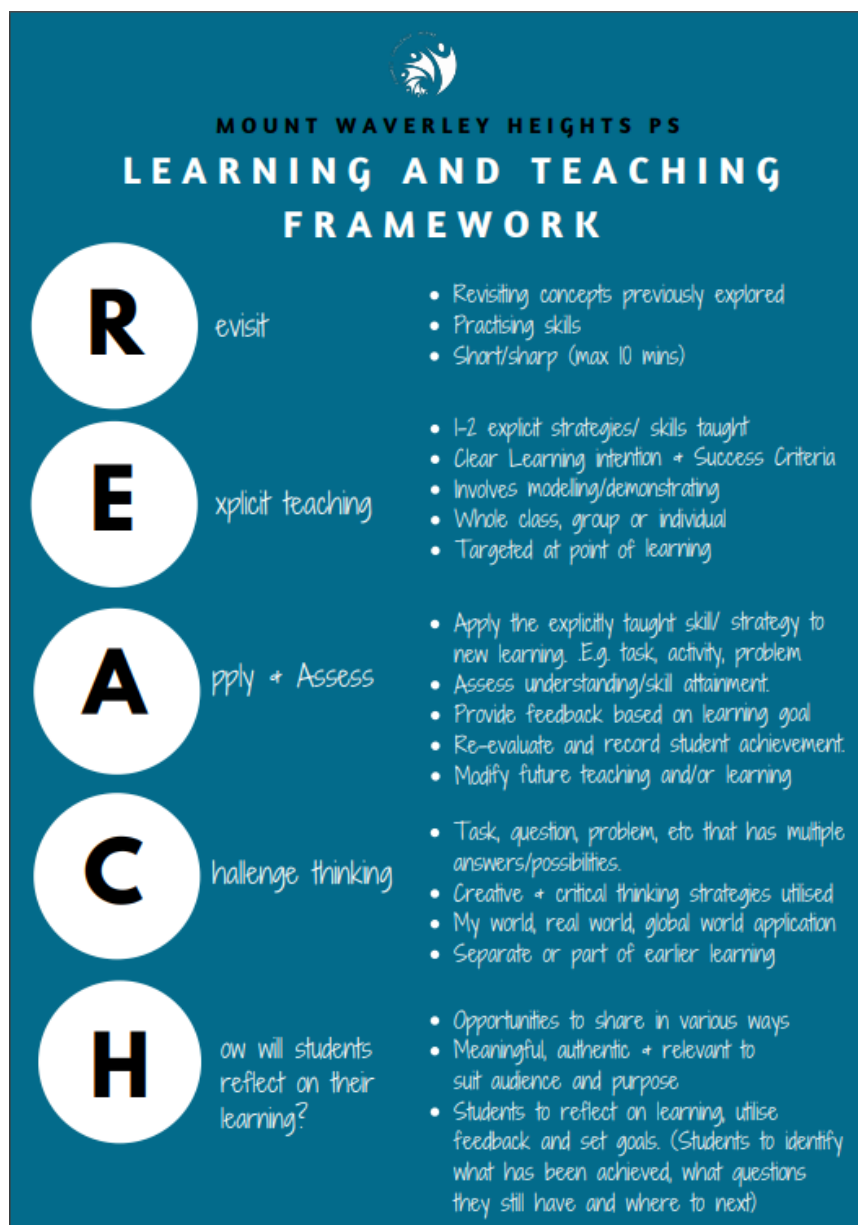 MOUNT WAVERLEY HEIGHTS PS
LEARNING AND TEACHING
FRAMEWORK
R evisit
• Revisiting concepts previously explored
• Practising skills
• Short/sharp (max 10 mins)
E xplicit teaching
• 1-2 explicit strategies/ skills taught
• Clear Learning intention + Success Criteria
• Involves modelling/demonstrating
• Whole class, group or individual
• Targeted at point of learning
A pply + Assess
• Apply the explicitly taught skill/ strategy to
new learning. .E.g. task, activity, problem
• Assess understanding/skill attainment.
• Provide feedback based on learning goal
• Re-evaluate and record student achievement.
• Modify future teaching and/or learning
C hallenge thinking
• Task, question, problem, etc that has multiple
answers/possibilities.
• Creative + critical thinking strategies utilised
• My world, real world, global world application
• Separate or part of earlier learning
H ow will students
reflect on their
learning?
• Opportunities to share in various ways
• Meaningful, authentic + relevant to
suit audience and purpose
• Students to reflect on learning, utilise
feedback and set goals. (Students to identify
what has been achieved, what questions
they still have and where to next)